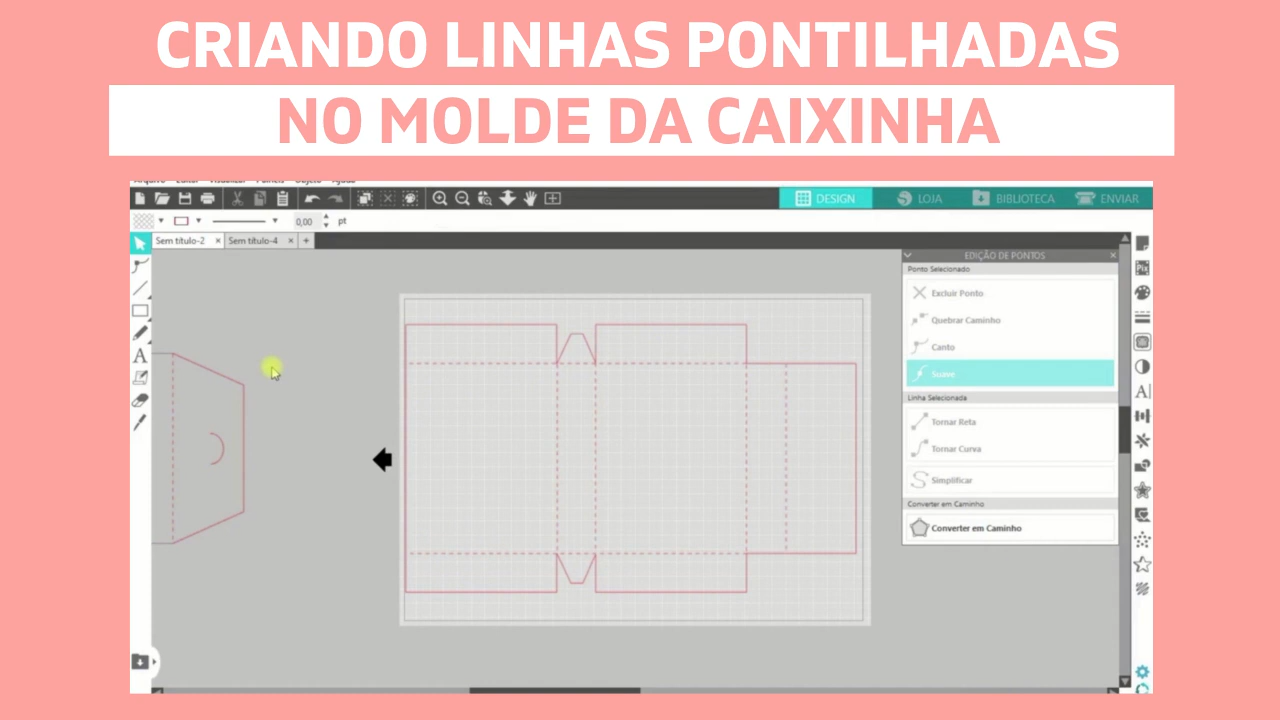 CRIANDO LINHAS PONTILHADAS
NO MOLDE DA CAIXINHA
DESIGN LOJA BIBLIOTECA ENVIAR
0,00 pt
Sem título-2 × Sem título-4 × +
EDIÇÃO DE PONTOS
Ponto Selecionado
Excluir Ponto
Quebrar Caminho
Canto
Suave
Linha Selecionada
Tornar Reta
Tornar Curva
Simplificar
Converter em Caminho
Converter em Caminho